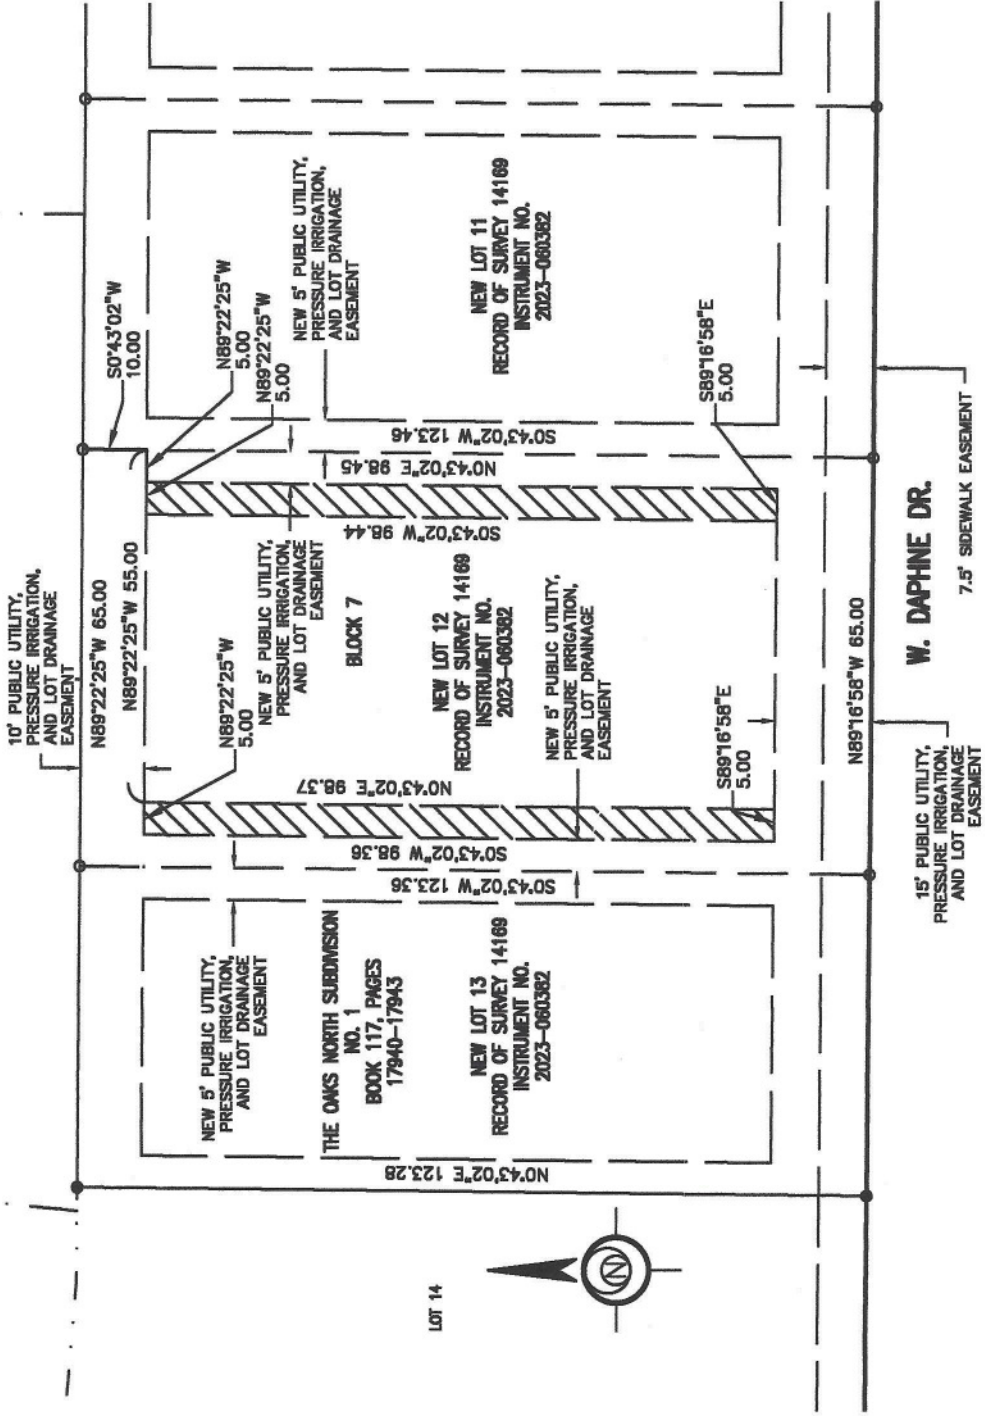 10' PUBLIC UTILITY,
PRESSURE IRRIGATION,
AND LOT DRAINAGE
EASEMENT
N89°22'25"W 65.00
N89°22'25"W 55.00
S0°43'02"W
10.00
N89°22'25"W
5.00
N89°22'25"W
5.00
N89°22'25"W
5.00
NEW 5' PUBLIC UTILITY,
PRESSURE IRRIGATION,
AND LOT DRAINAGE
EASEMENT
NEW 5' PUBLIC UTILITY,
PRESSURE IRRIGATION,
AND LOT DRAINAGE
EASEMENT
NEW 5' PUBLIC UTILITY,
PRESSURE IRRIGATION,
AND LOT DRAINAGE
EASEMENT
THE OAKS NORTH SUBDIVISION
NO. 1
BOOK 117, PAGES
17940-17943
BLOCK 7
N0°43'02"E 123.28
S0°43'02"W 123.36
S0°43'02"W 98.36
N0°43'02"E 98.37
S0°43'02"W 98.44
N0°43'02"E 98.45
S0°43'02"W 123.46
LOT 14
N
NEW LOT 13
RECORD OF SURVEY 14169
INSTRUMENT NO.
2023-060382
NEW LOT 12
RECORD OF SURVEY 14169
INSTRUMENT NO.
2023-060382
NEW LOT 11
RECORD OF SURVEY 14169
INSTRUMENT NO.
2023-060382
NEW 5' PUBLIC UTILITY,
PRESSURE IRRIGATION,
AND LOT DRAINAGE
EASEMENT
S89°16'58"E
5.00
S89°16'58"E
5.00
N89°16'58"W 65.00
15' PUBLIC UTILITY,
PRESSURE IRRIGATION,
AND LOT DRAINAGE
EASEMENT
W. DAPHNE DR.
7.5' SIDEWALK EASEMENT